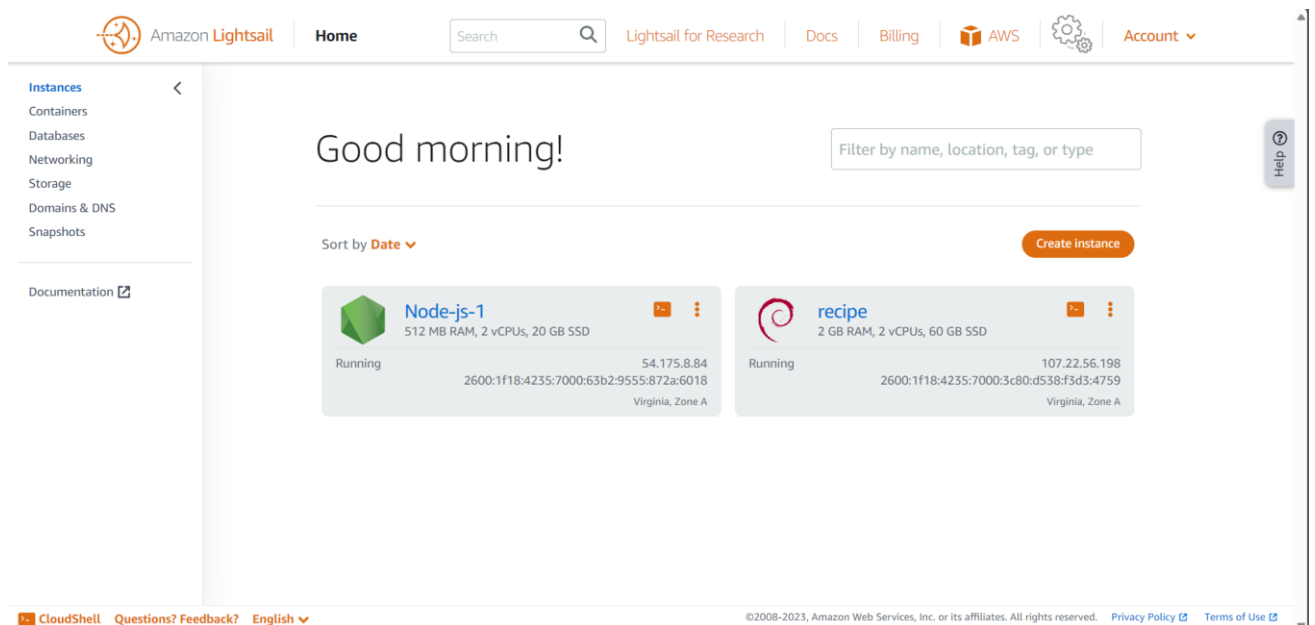 Amazon Lightsail
Home
Search
Lightsail for Research
Docs
Billing
AWS
Account
Instances
Containers
Databases
Networking
Storage
Domains & DNS
Snapshots
Documentation
Good morning!
Filter by name, location, tag, or type
Help
Sort by Date
Create instance
Node-js-1
512 MB RAM, 2 vCPUs, 20 GB SSD
Running
54.175.8.84
2600:1f18:4235:7000:63b2:9555:872a:6018
Virginia, Zone A
recipe
2 GB RAM, 2 vCPUs, 60 GB SSD
Running
107.22.56.198
2600:1f18:4235:7000:3c80:d538:f3d3:4759
Virginia, Zone A
CloudShell
Questions? Feedback?
English
©2008-2023, Amazon Web Services, Inc. or its affiliates. All rights reserved.
Privacy Policy
Terms of Use